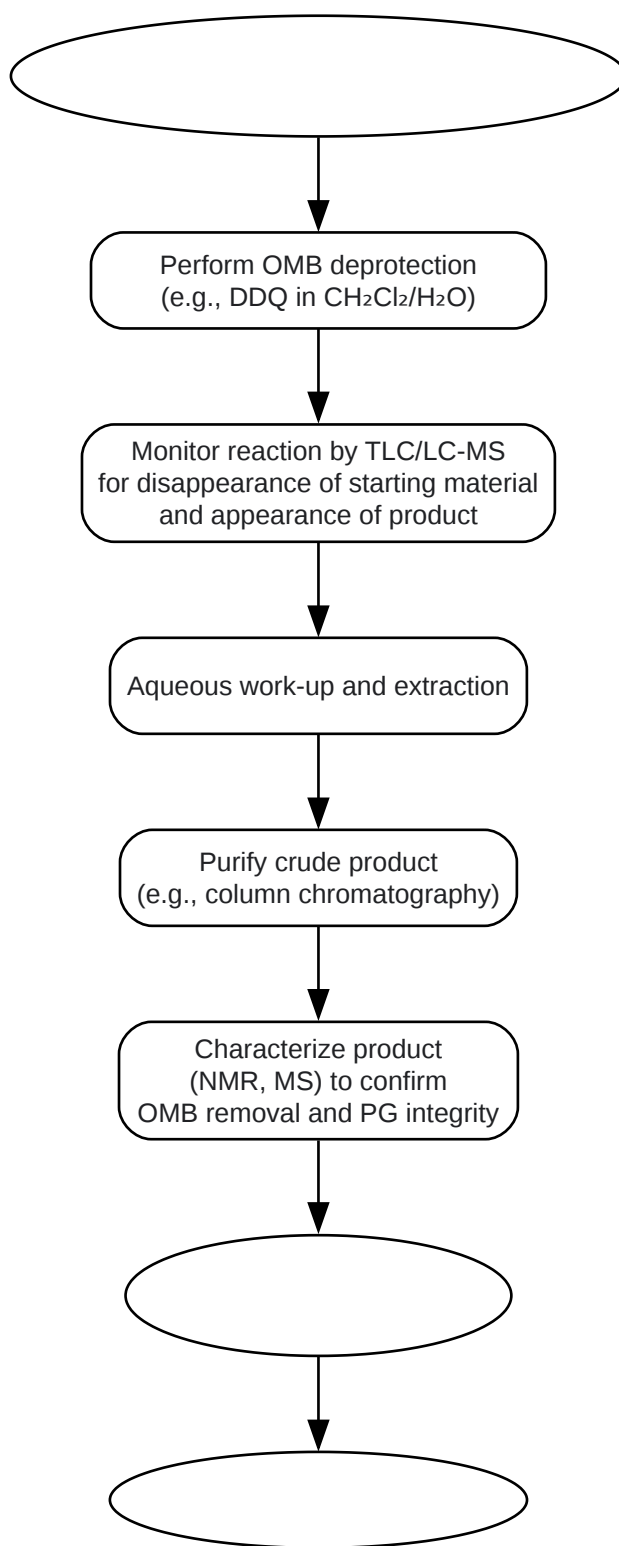 Perform OMB deprotection
(e.g., DDQ in CH₂Cl₂/H₂O)
Monitor reaction by TLC/LC-MS
for disappearance of starting material
and appearance of product
Aqueous work-up and extraction
Purify crude product
(e.g., column chromatography)
Characterize product
(NMR, MS) to confirm
OMB removal and PG integrity